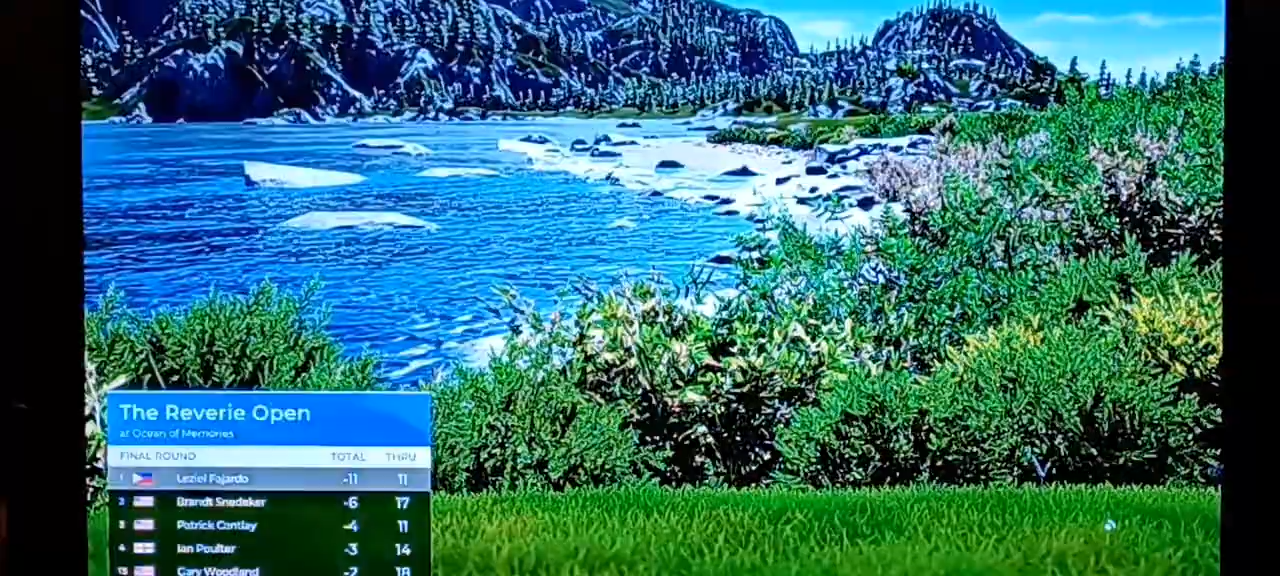 The Reverie Open
at Ocean of Memories
FINAL ROUND TOTAL THRU
1 Leziel Fajardo -11 11
2 Brandt Snedeker -6 17
3 Patrick Cantlay -4 11
4 Ian Poulter -3 14
Gary Woodland -2 18